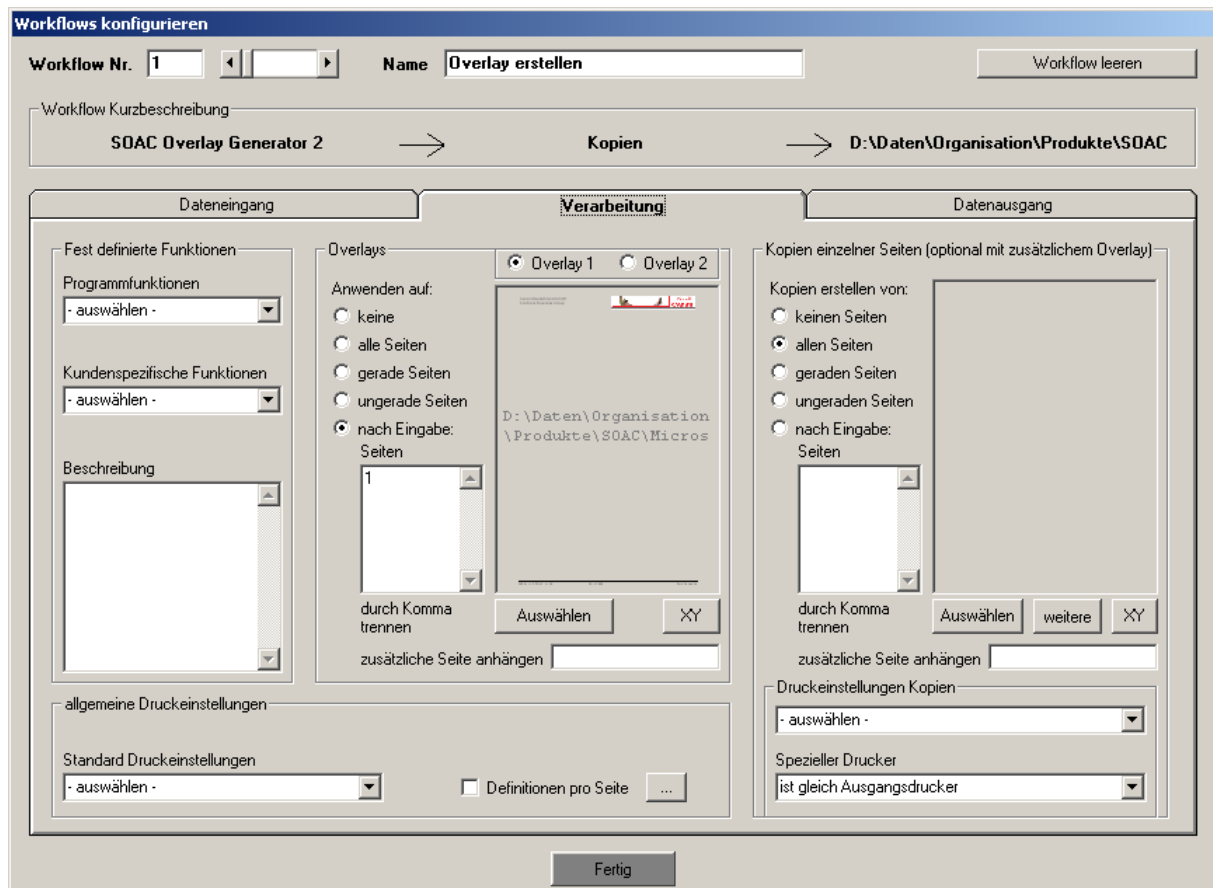 Workflows konfigurieren
Workflow Nr. 1 Name Overlay erstellen Workflow leeren
Workflow Kurzbeschreibung
SOAC Overlay Generator 2 Kopien D:\Daten\Organisation\Produkte\SOAC
Dateneingang Verarbeitung Datenausgang
Fest definierte Funktionen
Programmfunktionen
- auswählen -
Kundenspezifische Funktionen
- auswählen -
Beschreibung
Overlays
Overlay 1 Overlay 2
Anwenden auf:
keine
alle Seiten
gerade Seiten
ungerade Seiten
nach Eingabe:
Seiten
1
durch Komma
trennen
D:\Daten\Organisation
\Produkte\SOAC\Micros
Auswählen XY
zusätzliche Seite anhängen
Kopien einzelner Seiten (optional mit zusätzlichem Overlay)
Kopien erstellen von:
keinen Seiten
allen Seiten
geraden Seiten
ungeraden Seiten
nach Eingabe:
Seiten
durch Komma
trennen
Auswählen weitere XY
zusätzliche Seite anhängen
allgemeine Druckeinstellungen
Standard Druckeinstellungen
- auswählen -
Definitionen pro Seite ...
Druckeinstellungen Kopien
- auswählen -
Spezieller Drucker
ist gleich Ausgangsdrucker
Fertig